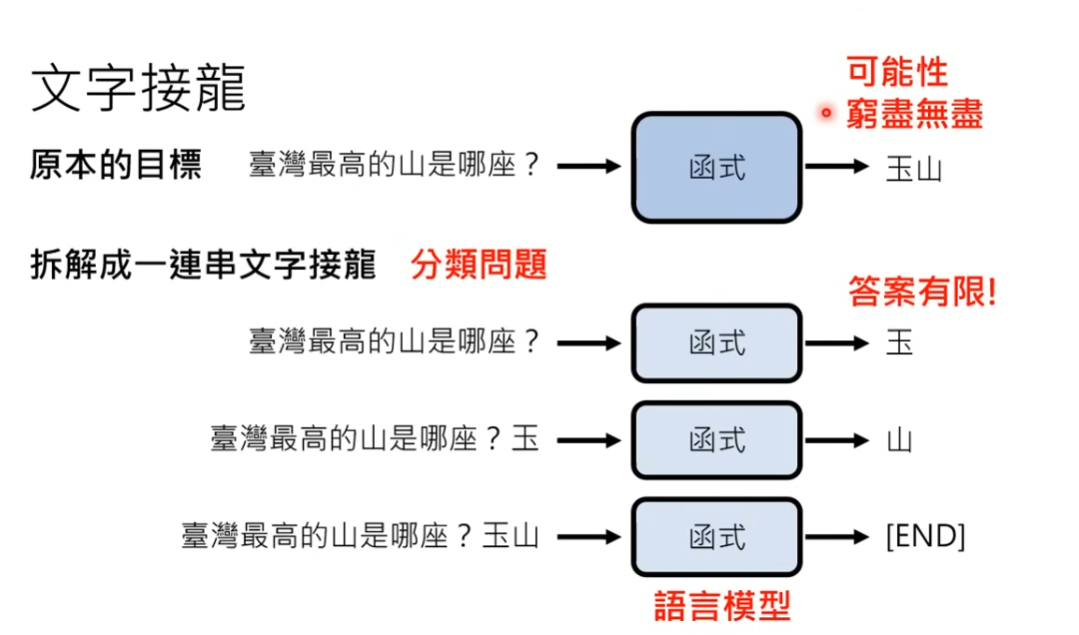 文字接龍
可能性
窮盡無盡
原本的目標 臺灣最高的山是哪座？ 函式 玉山
拆解成一連串文字接龍 分類問題
答案有限!
臺灣最高的山是哪座？ 函式 玉
臺灣最高的山是哪座？玉 函式 山
臺灣最高的山是哪座？玉山 函式 [END]
語言模型